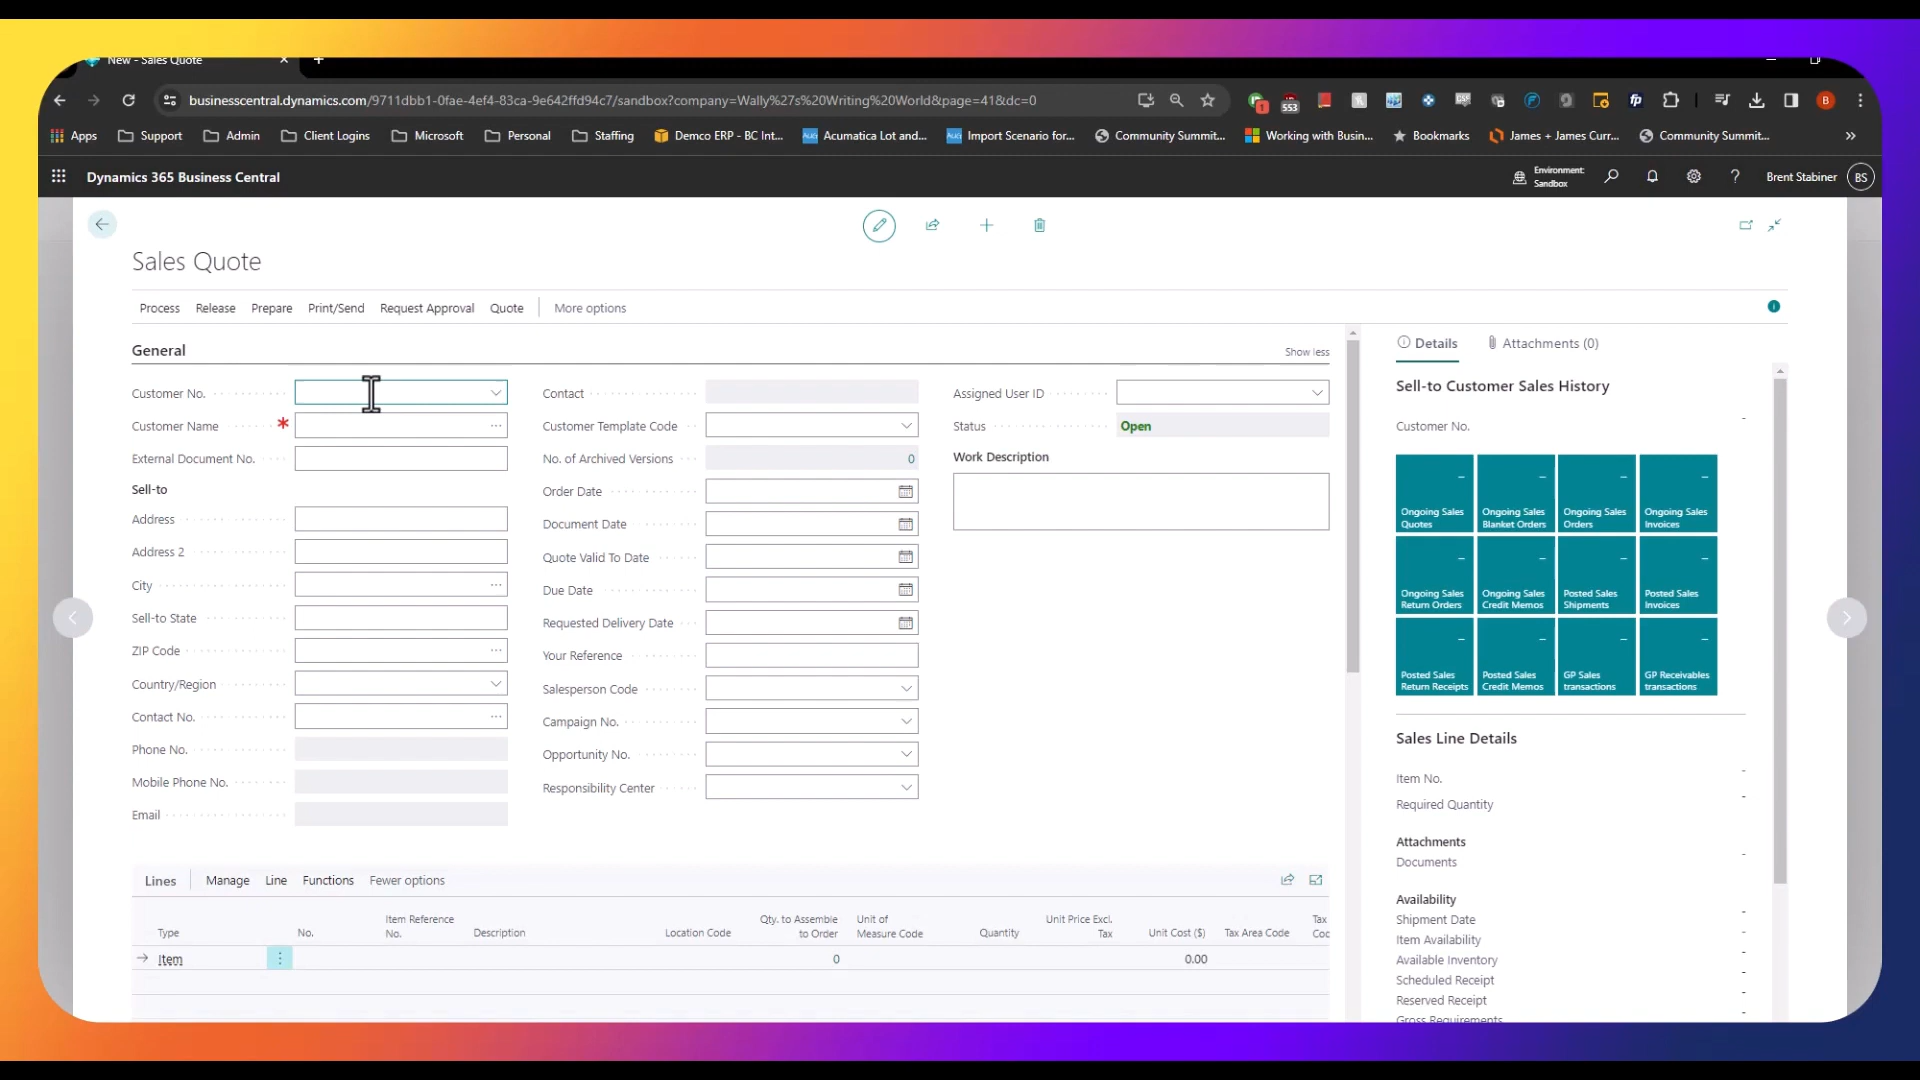 New - Sales Quote
businesscentral.dynamics.com/9711dbb1-0fae-4ef4-83ca-9e642ffd94c7/sandbox?company=Wally%27s%20Writing%20World&page=41&dc=0
1
553
B
Apps Support Admin Client Logins Microsoft Personal Staffing Demco ERP - BC Int... Acumatica Lot and... Import Scenario for... Community Summit... Working with Busin... Bookmarks James + James Curr... Community Summit... »
Dynamics 365 Business Central
Environment:
Sandbox
? Brent Stabiner BS
Sales Quote
Process Release Prepare Print/Send Request Approval Quote More options
General
Show less
Customer No.
Customer Name *
External Document No.
Sell-to
Address
Address 2
City
Sell-to State
ZIP Code
Country/Region
Contact No.
Phone No.
Mobile Phone No.
Email
Contact
Customer Template Code
No. of Archived Versions 0
Order Date
Document Date
Quote Valid To Date
Due Date
Requested Delivery Date
Your Reference
Salesperson Code
Campaign No.
Opportunity No.
Responsibility Center
Assigned User ID
Status Open
Work Description
Lines Manage Line Functions Fewer options
Type
No.
Item Reference
No.
Description
Location Code
Qty. to Assemble
to Order
Unit of
Measure Code
Quantity
Unit Price Excl.
Tax
Unit Cost ($)
Tax Area Code
Tax
Item 0 0.00
Details Attachments (0)
Sell-to Customer Sales History
Customer No. -
Ongoing Sales
Quotes
Ongoing Sales
Blanket Orders
Ongoing Sales
Orders
Ongoing Sales
Invoices
Ongoing Sales
Return Orders
Ongoing Sales
Credit Memos
Posted Sales
Shipments
Posted Sales
Invoices
Posted Sales
Return Receipts
Posted Sales
Credit Memos
GP Sales
transactions
GP Receivables
transactions
Sales Line Details
Item No. -
Required Quantity -
Attachments
Documents -
Availability
Shipment Date -
Item Availability -
Available Inventory -
Scheduled Receipt -
Reserved Receipt -
Gross Requirements -